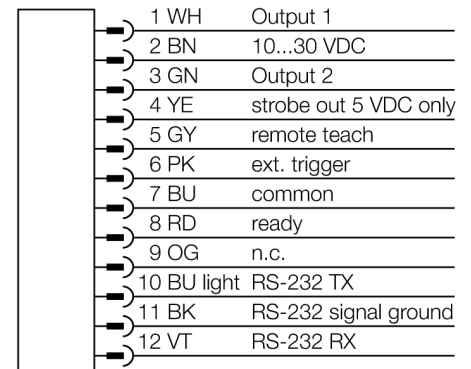 1 WH Output 1
2 BN 10...30 VDC
3 GN Output 2
4 YE strobe out 5 VDC only
5 GY remote teach
6 PK ext. trigger
7 BU common
8 RD ready
9 OG n.c.
10 BU light RS-232 TX
11 BK RS-232 signal ground
12 VT RS-232 RX